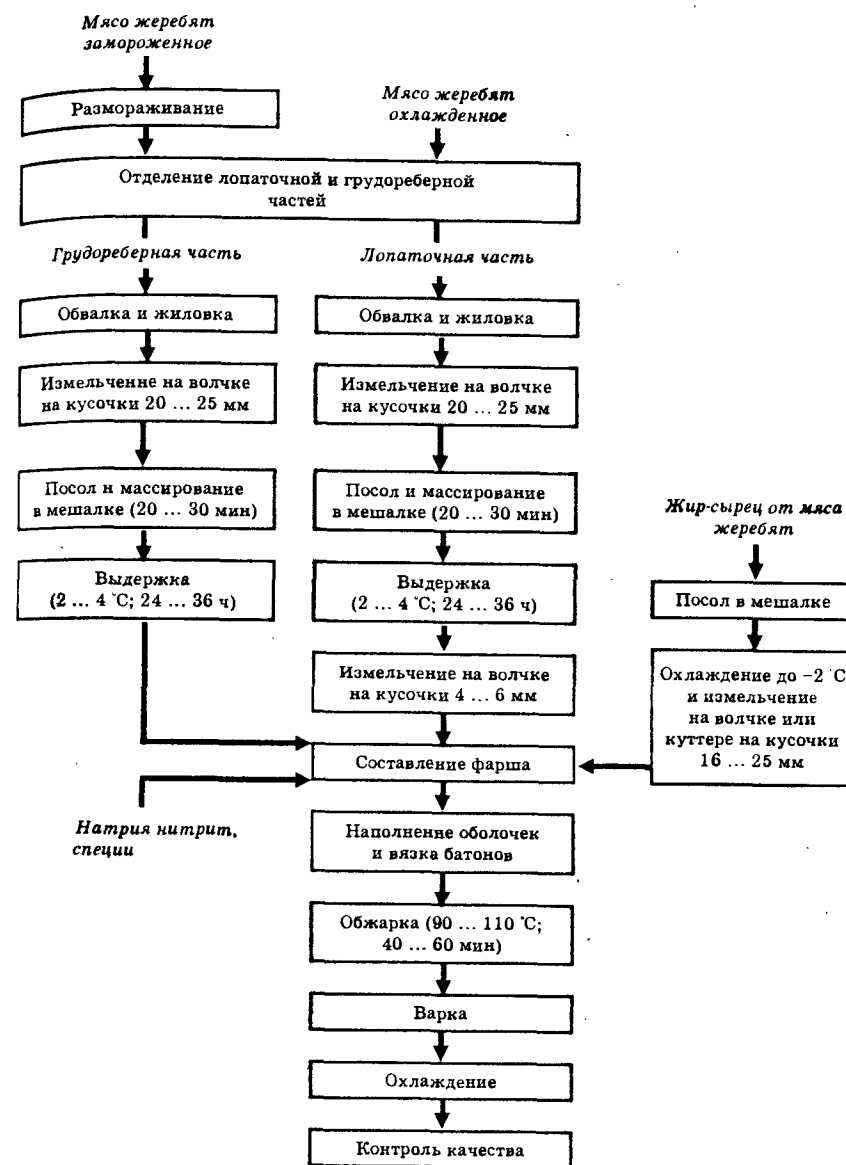 Мясо жеребят
замороженное
Размораживание
Мясо жеребят
охлажденное
Отделение лопаточной и грудореберной
частей
Грудореберная часть
Лопаточная часть
Обвалка и жиловка
Обвалка и жиловка
Измельчение на волчке
на кусочки 20 ... 25 мм
Измельчение на волчке
на кусочки 20 ... 25 мм
Посол и массирование
в мешалке (20 ... 30 мин)
Посол и массирование
в мешалке (20 ... 30 мин)
Жир-сырец от мяса
жеребят
Выдержка
(2 ... 4 °С; 24 ... 36 ч)
Выдержка
(2 ... 4 °С; 24 ... 36 ч)
Посол в мешалке
Измельчение на волчке
на кусочки 4 ... 6 мм
Охлаждение до −2 °С
и измельчение
на волчке или
куттере на кусочки
16 ... 25 мм
Составление фарша
Натрия нитрит,
специи
Наполнение оболочек
и вязка батонов
Обжарка (90 ... 110 °С;
40 ... 60 мин)
Варка
Охлаждение
Контроль качества